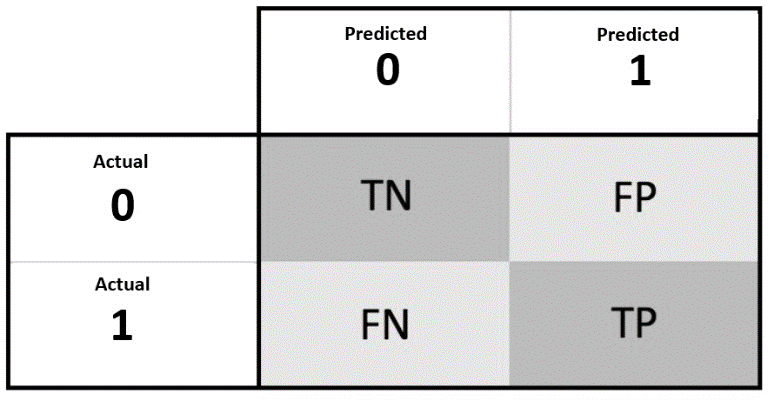 Predicted Predicted
0 1
Actual
0 TN FP
Actual
1 FN TP